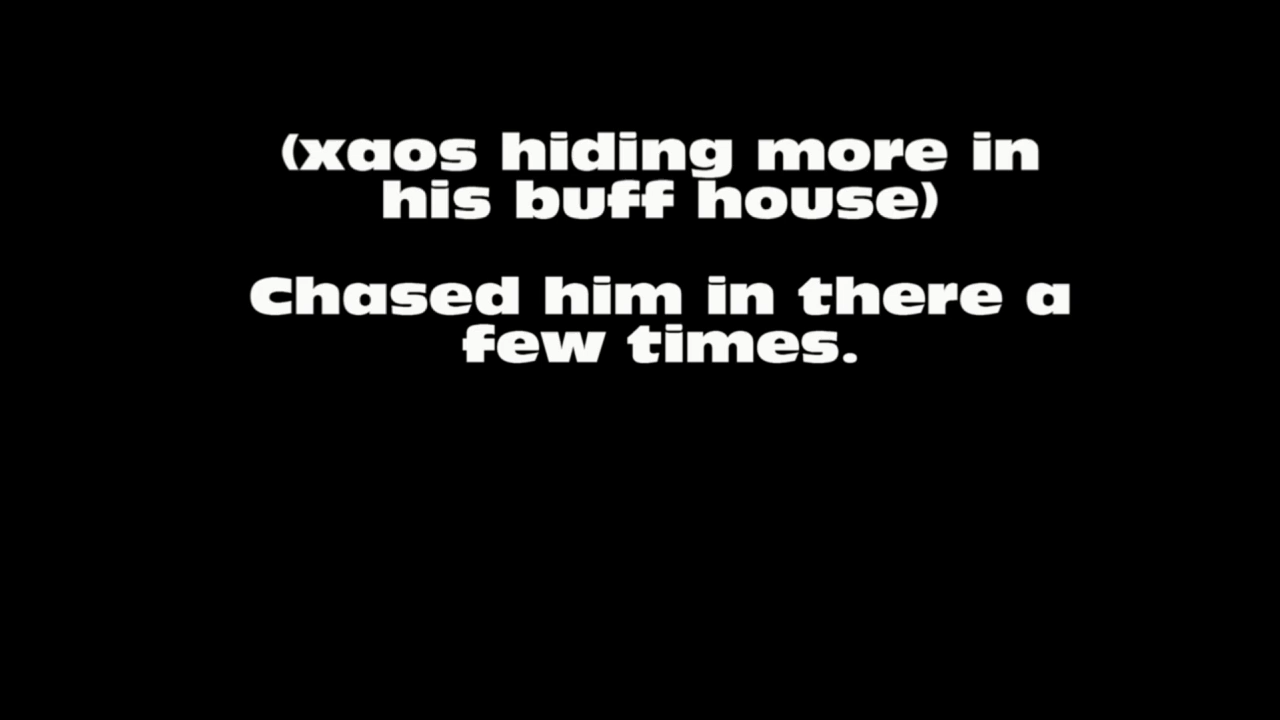 (xaos hiding more in
his buff house)
Chased him in there a
few times.